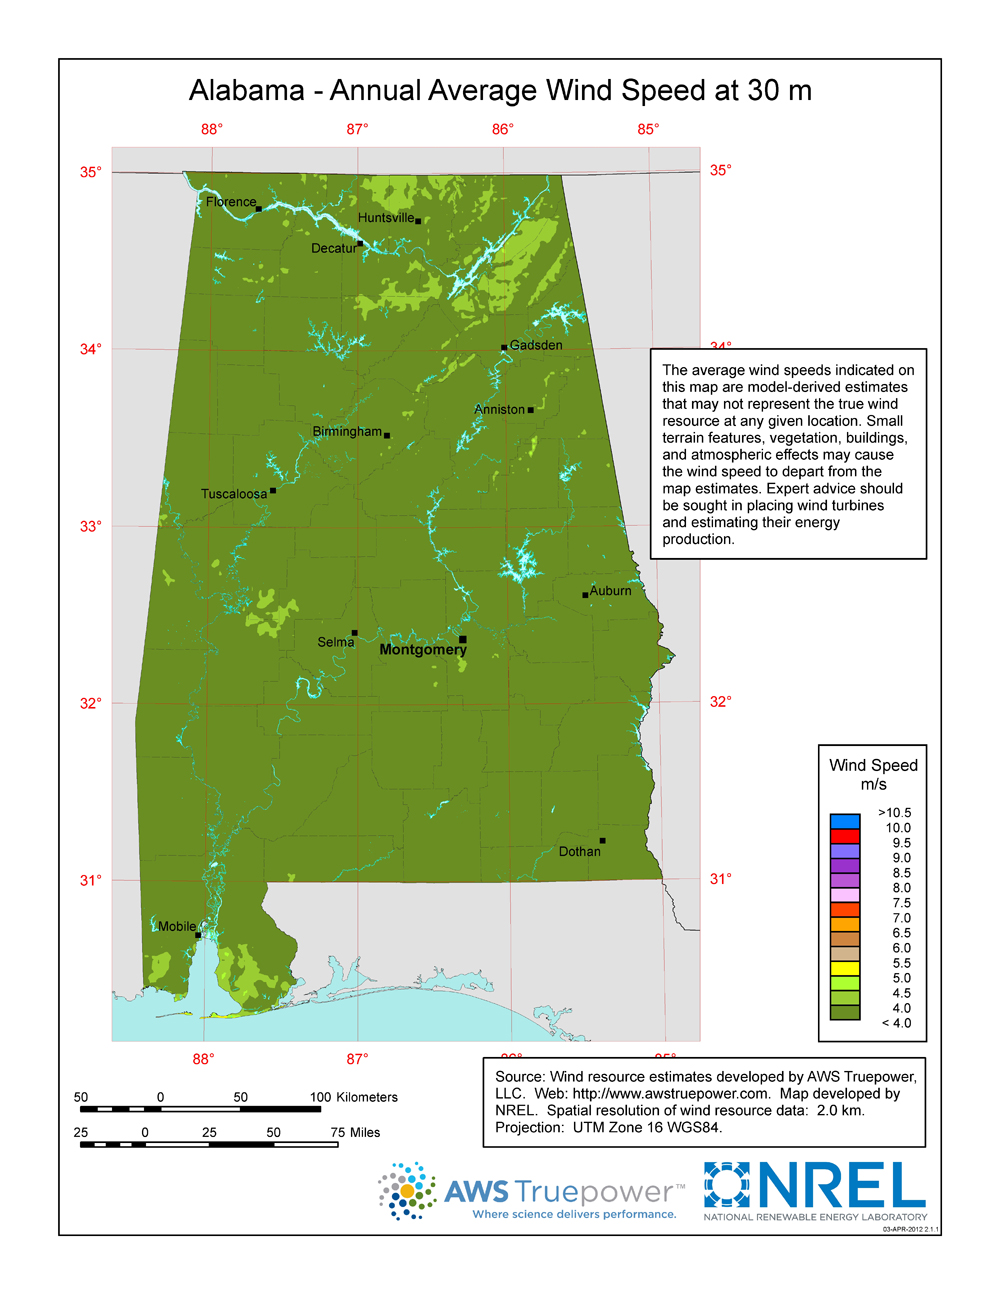 Alabama - Annual Average Wind Speed at 30 m
88° 87° 86° 85°
35° 35°
Florence
Huntsville
Decatur
34°
Gadsden
The average wind speeds indicated on
this map are model-derived estimates
that may not represent the true wind
resource at any given location. Small
terrain features, vegetation, buildings,
and atmospheric effects may cause
the wind speed to depart from the
map estimates. Expert advice should
be sought in placing wind turbines
and estimating their energy
production.
Anniston
Birmingham
Tuscaloosa
33°
Auburn
Selma
Montgomery
32° 32°
Wind Speed
m/s
>10.5
10.0
9.5
9.0
8.5
8.0
7.5
7.0
6.5
6.0
5.5
5.0
4.5
4.0
< 4.0
Dothan
31° 31°
Mobile
88° 87°
Source: Wind resource estimates developed by AWS Truepower,
LLC. Web: http://www.awstruepower.com. Map developed by
NREL. Spatial resolution of wind resource data: 2.0 km.
Projection: UTM Zone 16 WGS84.
50 0 50 100 Kilometers
25 0 25 50 75 Miles
AWS Truepower™
Where science delivers performance.
NREL
NATIONAL RENEWABLE ENERGY LABORATORY
03-APR-2012 2.1.1